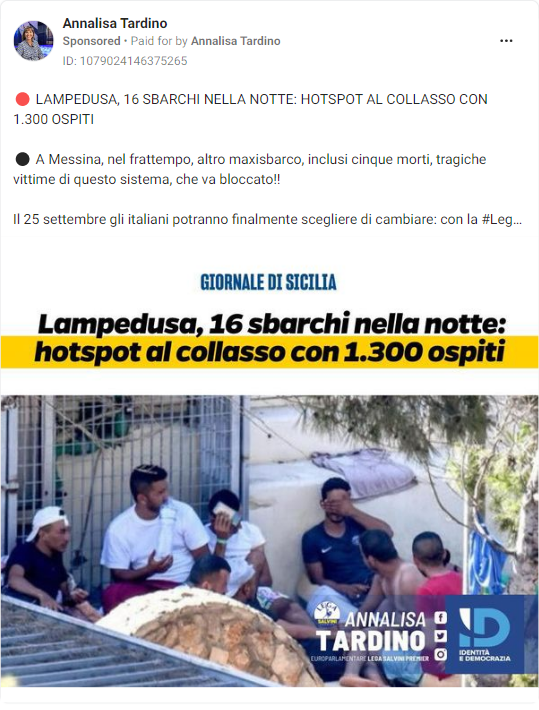 Annalisa Tardino
Sponsored • Paid for by Annalisa Tardino
ID: 1079024146375265
🔴 LAMPEDUSA, 16 SBARCHI NELLA NOTTE: HOTSPOT AL COLLASSO CON
1.300 OSPITI
⚫ A Messina, nel frattempo, altro maxisbarco, inclusi cinque morti, tragiche
vittime di questo sistema, che va bloccato!!
Il 25 settembre gli italiani potranno finalmente scegliere di cambiare: con la #Leg...
GIORNALE DI SICILIA
Lampedusa, 16 sbarchi nella notte:
hotspot al collasso con 1.300 ospiti
LEGA
SALVINI
ANNALISA
TARDINO
EUROPARLAMENTARE LEGA SALVINI PREMIER
ID
IDENTITÀ
E DEMOCRAZIA